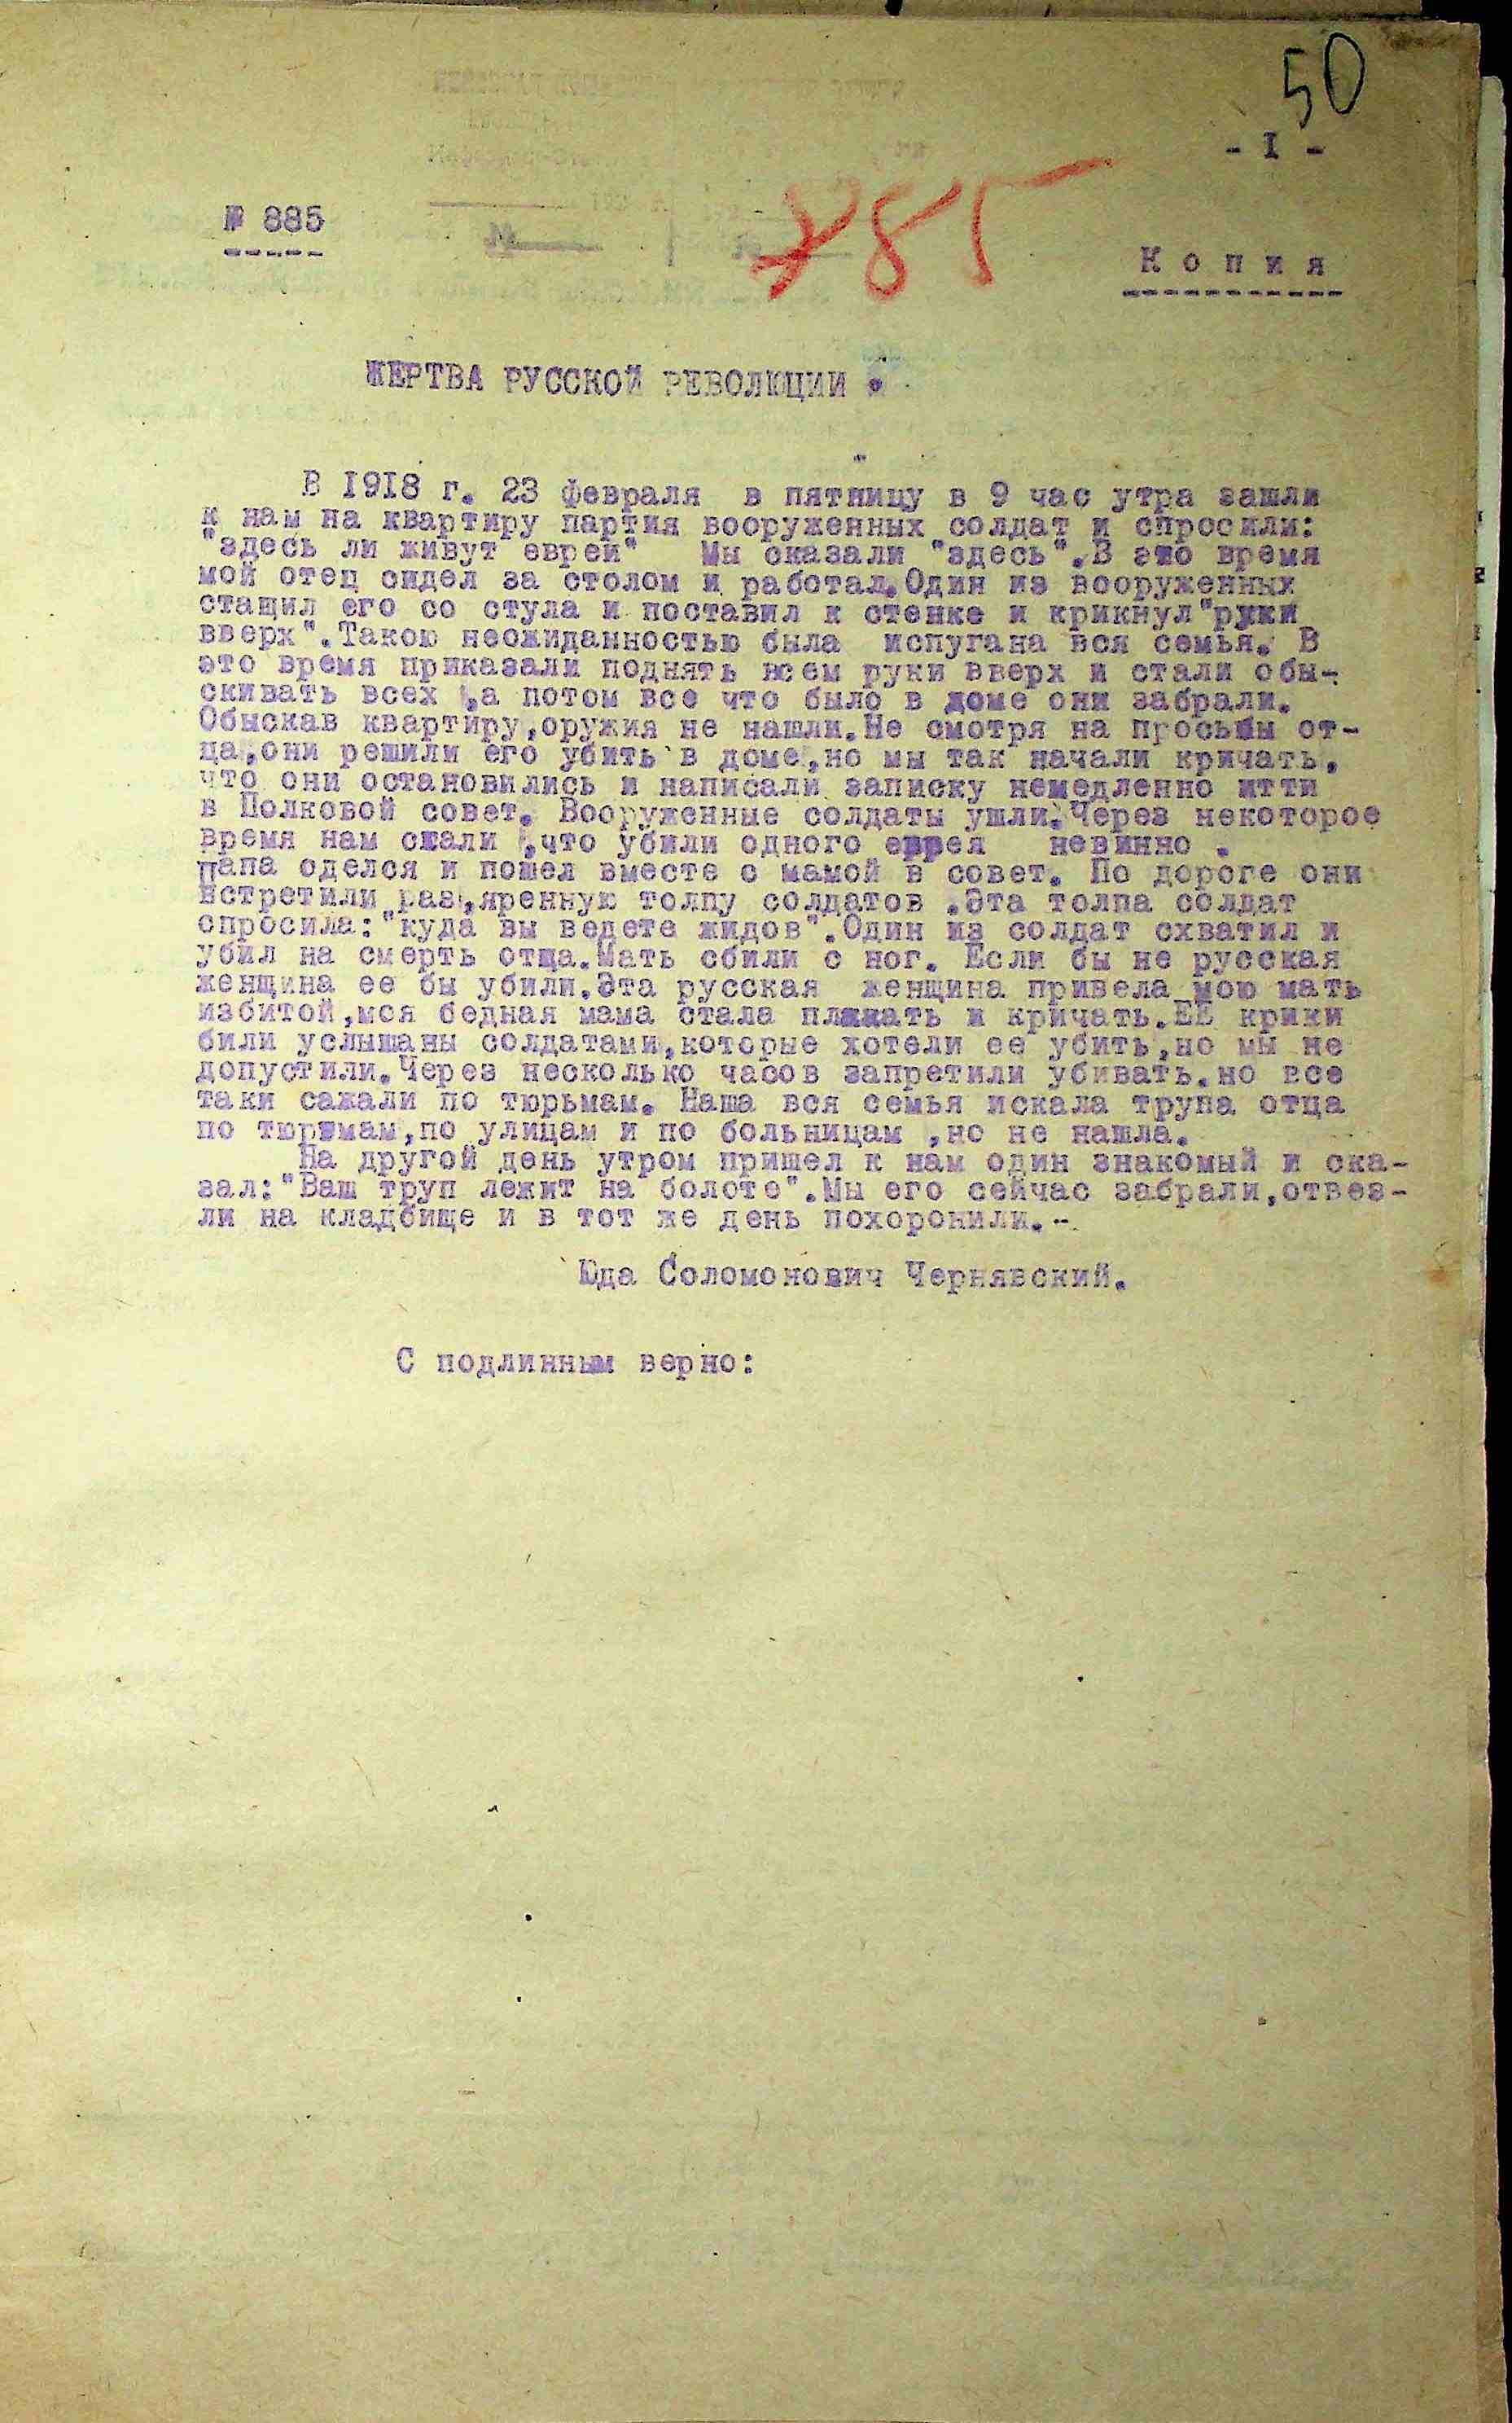 50
- I -
№ 885
785
К о п и я
ЖЕРТВА РУССКОЙ РЕВОЛЮЦИИ .
В 1918 г. 23 февраля в пятницу в 9 час утра зашли
к нам на квартиру партия вооруженных солдат и спросили:
"здесь ли живут евреи" Мы сказали "здесь".В это время
мой отец сидел за столом и работал.Один из вооруженных
стащил его со стула и поставил к стенке и крикнул"руки
вверх".Такою неожиданностью была испугана вся семья. В
это время приказали поднять всем руки вверх и стали обы-
скивать всех ,а потом все что было в доме они забрали.
Обыскав квартиру,оружия не нашли.Не смотря на просьбы от-
ца,они решили его убить в доме,но мы так начали кричать,
что они остановились и написали записку немедленно итти
в Полковой совет. Вооруженные солдаты ушли.Через некоторое
время нам сжали ,что убили одного еврея невинно .
папа оделся и пошел вместе с мамой в совет. По дороге они
встретили раз,яренную толпу солдатов .Эта толпа солдат
спросила:"куда вы ведете жидов".Один из солдат схватил и
убил на смерть отца.Мать сбили с ног. Если бы не русская
женщина ее бы убили.Эта русская женщина привела мою мать
избитой,моя бедная мама стала плакать и кричать.ЕЕ крики
били услышаны солдатами,которые хотели ее убить,но мы не
допустили.Через несколько часов запретили убивать.но все
таки сажали по тюрьмам. Наша вся семья искала трупа отца
по тюрьмам,по улицам и по больницам ,но не нашла.
На другой день утром пришел к нам один знакомый и ска-
зал:"Ваш труп лежит на болоте".Мы его сейчас забрали,отвез-
ли на кладбище и в тот же день похоронили.-
Юда Соломонович Чернявский.
С подлинным верно: